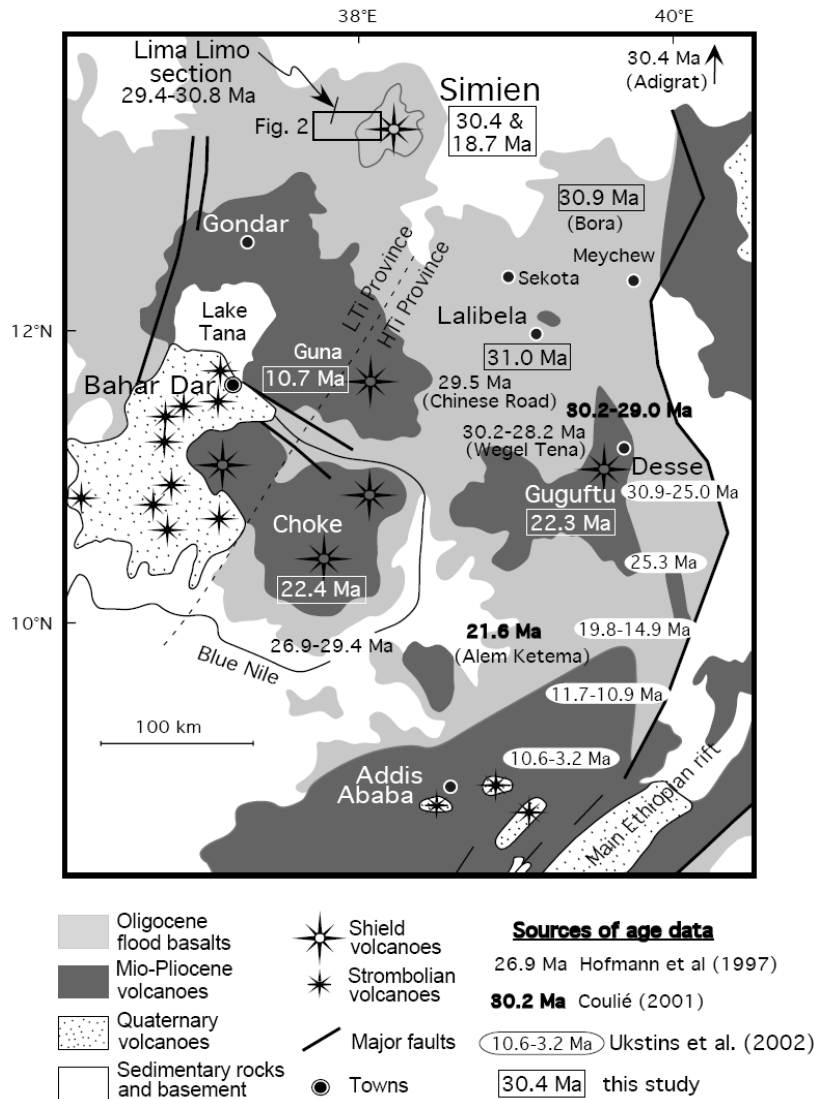 38°E
40°E
Lima Limo
section
29.4-30.8 Ma
Fig. 2
Simien
30.4 &
18.7 Ma
30.4 Ma
(Adigrat)
30.9 Ma
(Bora)
Gondar
LTi Province
HTi Province
Meychew
Sekota
Lake
Tana
Lalibela
12°N
31.0 Ma
Guna
10.7 Ma
29.5 Ma
(Chinese Road)
Bahar Dar
30.2-29.0 Ma
30.2-28.2 Ma
(Wegel Tena)
Desse
30.9-25.0 Ma
Guguftu
22.3 Ma
Choke
22.4 Ma
25.3 Ma
10°N
21.6 Ma
(Alem Ketema)
19.8-14.9 Ma
26.9-29.4 Ma
Blue Nile
11.7-10.9 Ma
100 km
10.6-3.2 Ma
Addis
Ababa
Main Ethiopian rift
Oligocene
flood basalts
Mio-Pliocene
volcanoes
Quaternary
volcanoes
Sedimentary rocks
and basement
Shield
volcanoes
Strombolian
volcanoes
Major faults
Towns
Sources of age data
26.9 Ma Hofmann et al (1997)
30.2 Ma Coulié (2001)
10.6-3.2 Ma Ukstins et al. (2002)
30.4 Ma this study